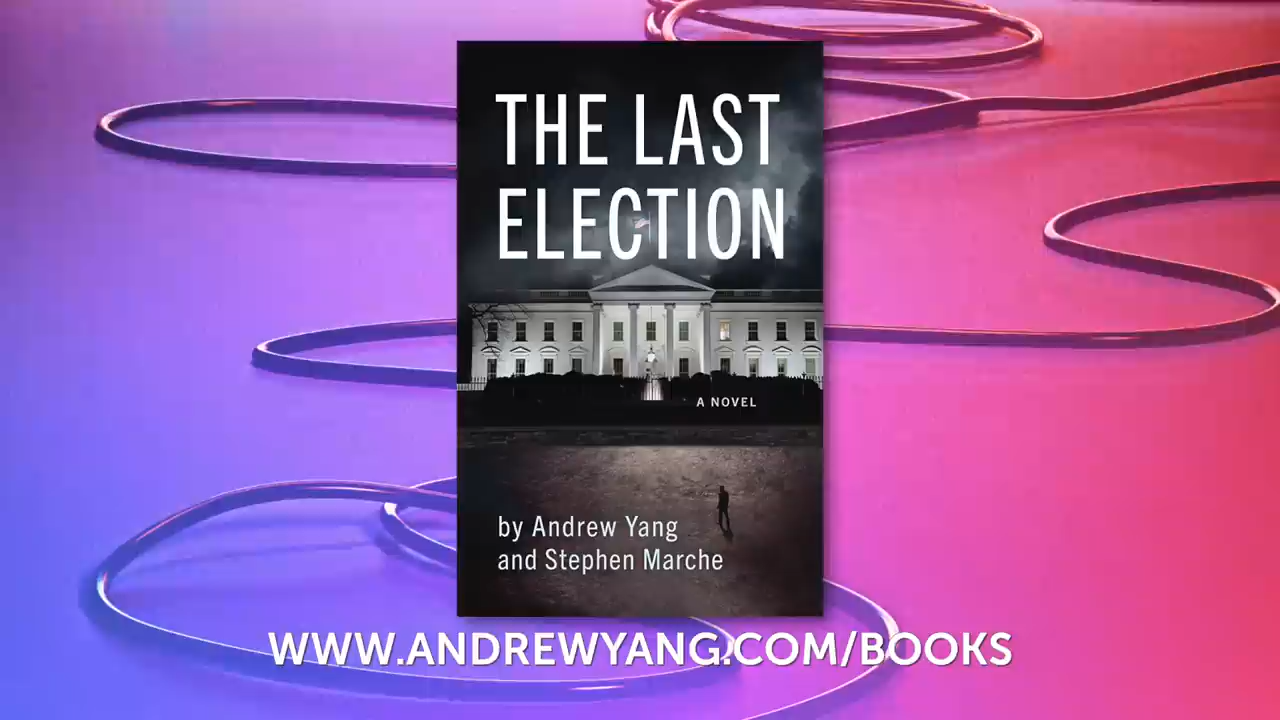 THE LAST
ELECTION
A NOVEL
by Andrew Yang
and Stephen Marche
WWW.ANDREWYANG.COM/BOOKS